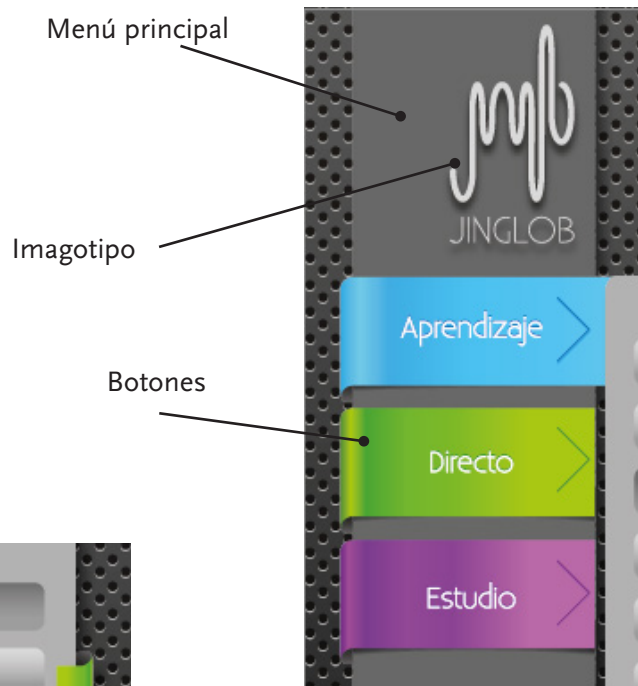 Menú principal
JINGLOB
Imagotipo
Aprendizaje
Botones
Directo
Estudio